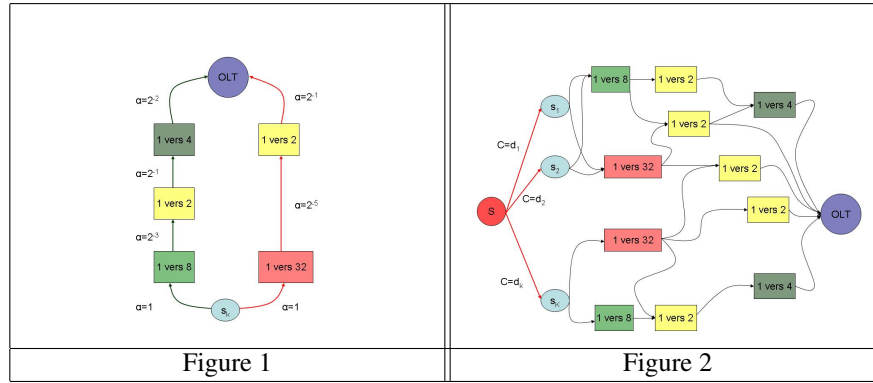 OLT
α=2⁻²
α=2⁻¹
1 vers 4
1 vers 2
α=2⁻¹
1 vers 2
α=2⁻⁵
α=2⁻³
1 vers 8
1 vers 32
α=1
sₖ
α=1
Figure 1
1 vers 8
1 vers 2
s₁
1 vers 4
1 vers 2
C=d₁
s₂
1 vers 32
1 vers 2
C=d₂
S
1 vers 2
OLT
1 vers 32
C=dₖ
sₖ
1 vers 4
1 vers 8
1 vers 2
Figure 2